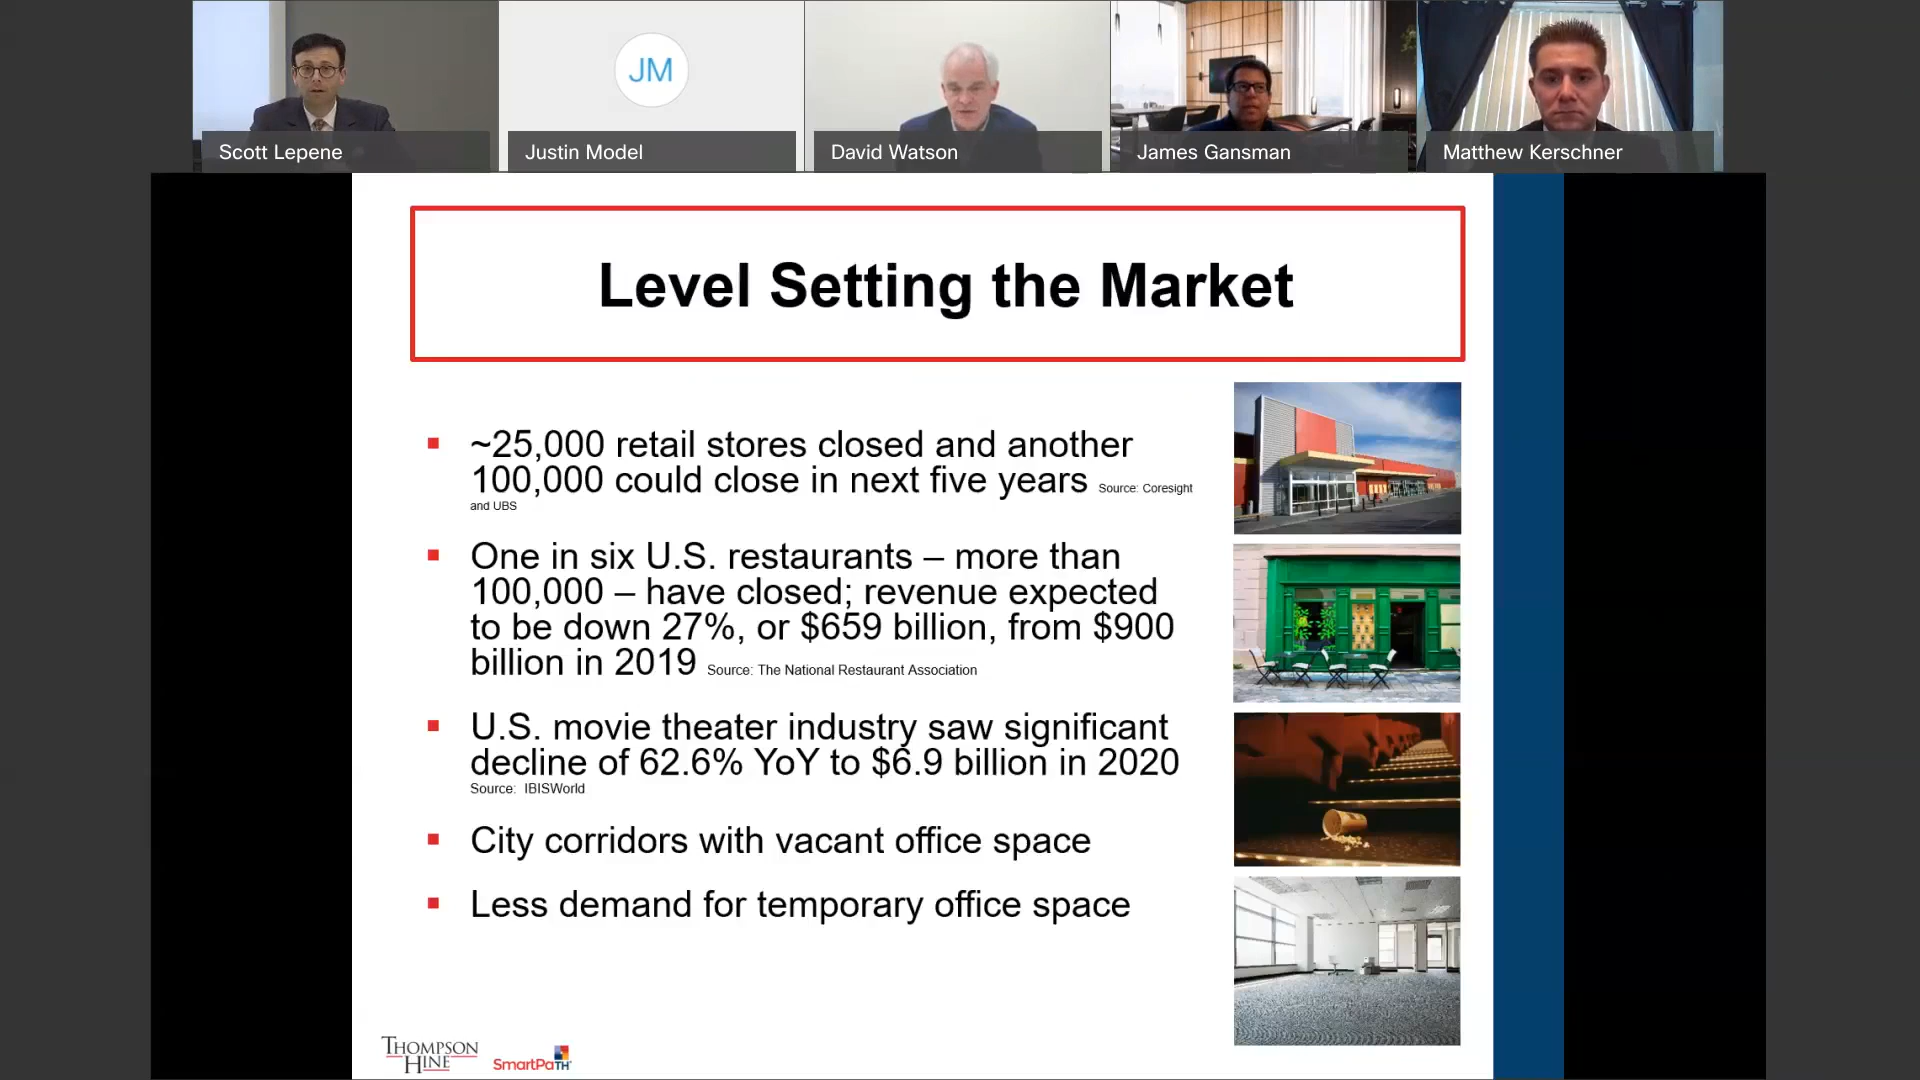 Scott Lepene
JM
Justin Model
David Watson
James Gansman
Matthew Kerschner
Level Setting the Market
~25,000 retail stores closed and another
100,000 could close in next five years Source: Coresight
and UBS
One in six U.S. restaurants – more than
100,000 – have closed; revenue expected
to be down 27%, or $659 billion, from $900
billion in 2019 Source: The National Restaurant Association
U.S. movie theater industry saw significant
decline of 62.6% YoY to $6.9 billion in 2020
Source: IBISWorld
City corridors with vacant office space
Less demand for temporary office space
THOMPSON
HINE
SmartPaTH